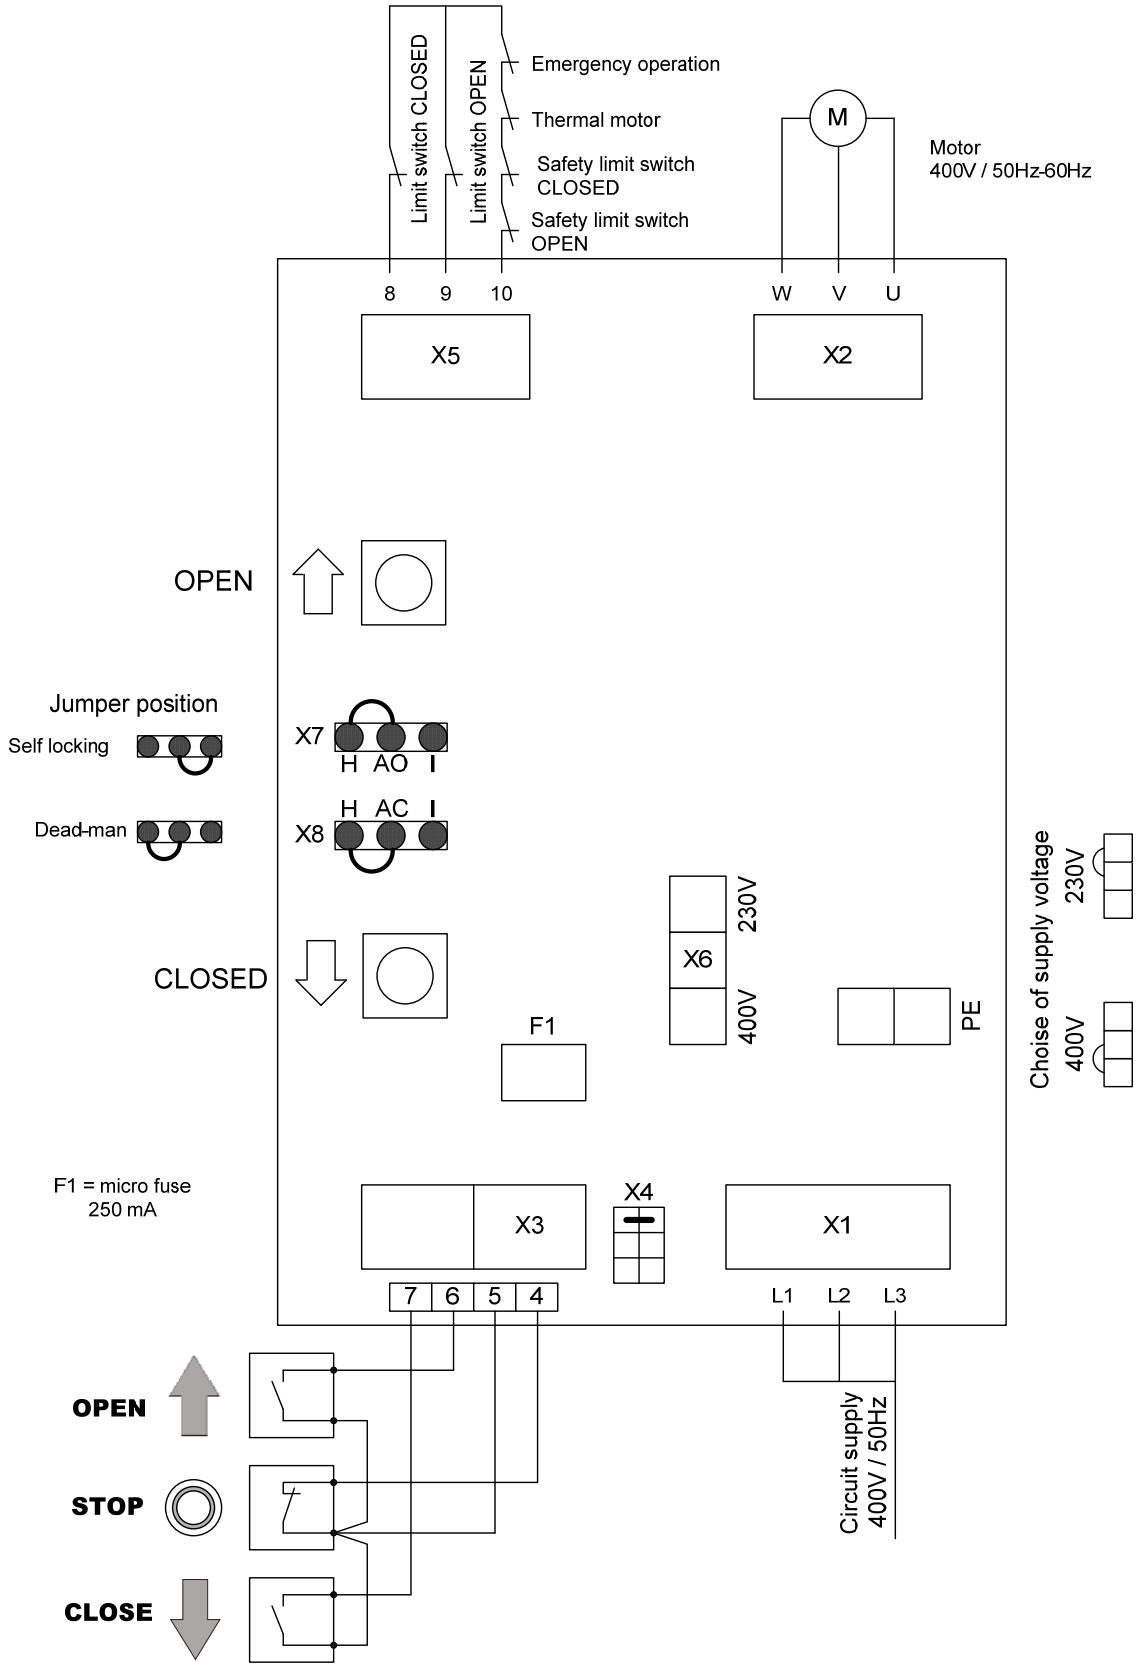 Limit switch CLOSED
Limit switch OPEN
Emergency operation
Thermal motor
Safety limit switch
CLOSED
Safety limit switch
OPEN
M
Motor
400V / 50Hz-60Hz
8 9 10
W V U
X5
X2
OPEN
Jumper position
Self locking
X7
H AO I
Dead-man
H AC I
X8
CLOSED
230V
X6
400V
PE
Choise of supply voltage
230V
400V
F1
F1 = micro fuse
250 mA
X3
X4
X1
7 6 5 4
L1 L2 L3
OPEN
STOP
CLOSE
Circuit supply
400V / 50Hz